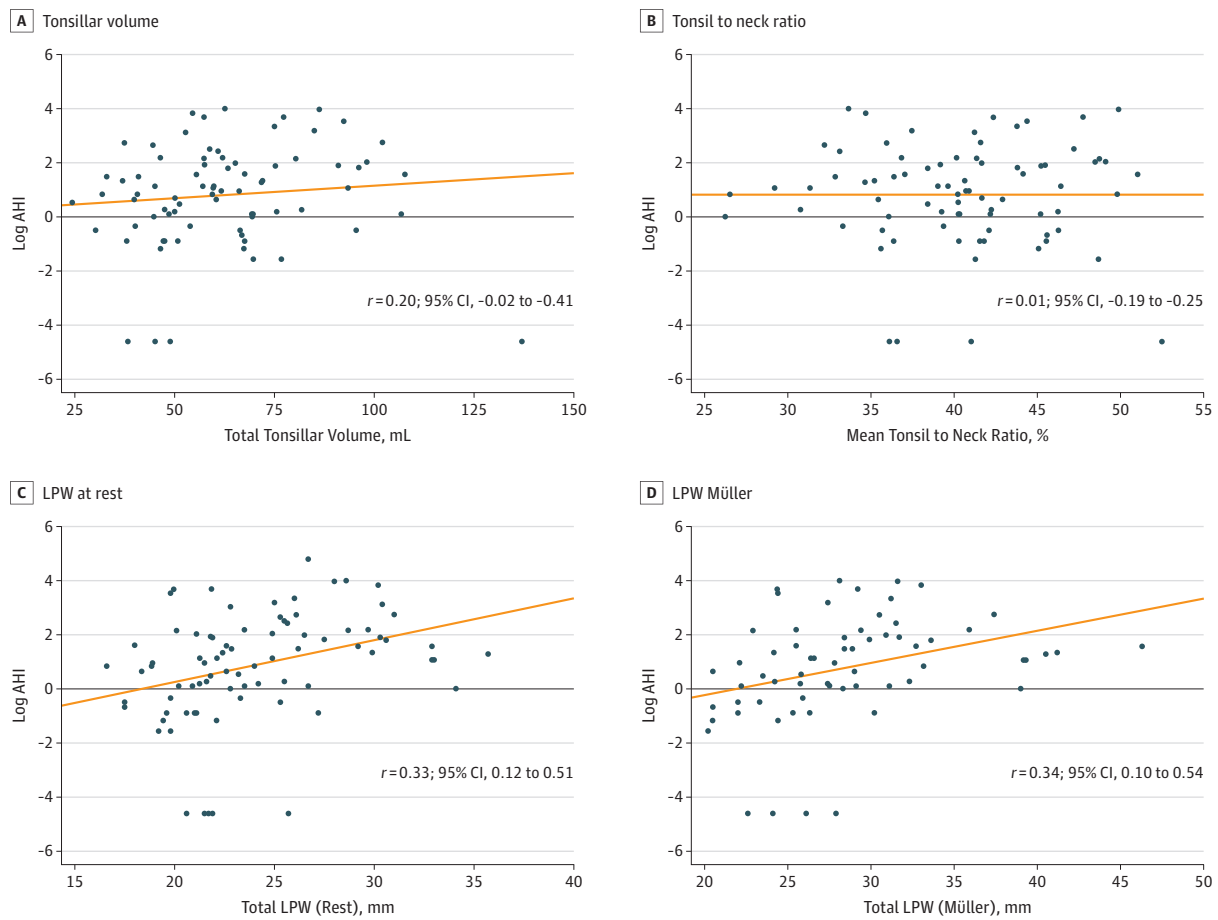 A Tonsillar volume
6
4
2
0
-2
-4
-6
Log AHI
r=0.20; 95% CI, -0.02 to -0.41
25 50 75 100 125 150
Total Tonsillar Volume, mL
B Tonsil to neck ratio
6
4
2
0
-2
-4
-6
Log AHI
r=0.01; 95% CI, -0.19 to -0.25
25 30 35 40 45 50 55
Mean Tonsil to Neck Ratio, %
C LPW at rest
6
4
2
0
-2
-4
-6
Log AHI
r=0.33; 95% CI, 0.12 to 0.51
15 20 25 30 35 40
Total LPW (Rest), mm
D LPW Müller
6
4
2
0
-2
-4
-6
Log AHI
r=0.34; 95% CI, 0.10 to 0.54
20 25 30 35 40 45 50
Total LPW (Müller), mm